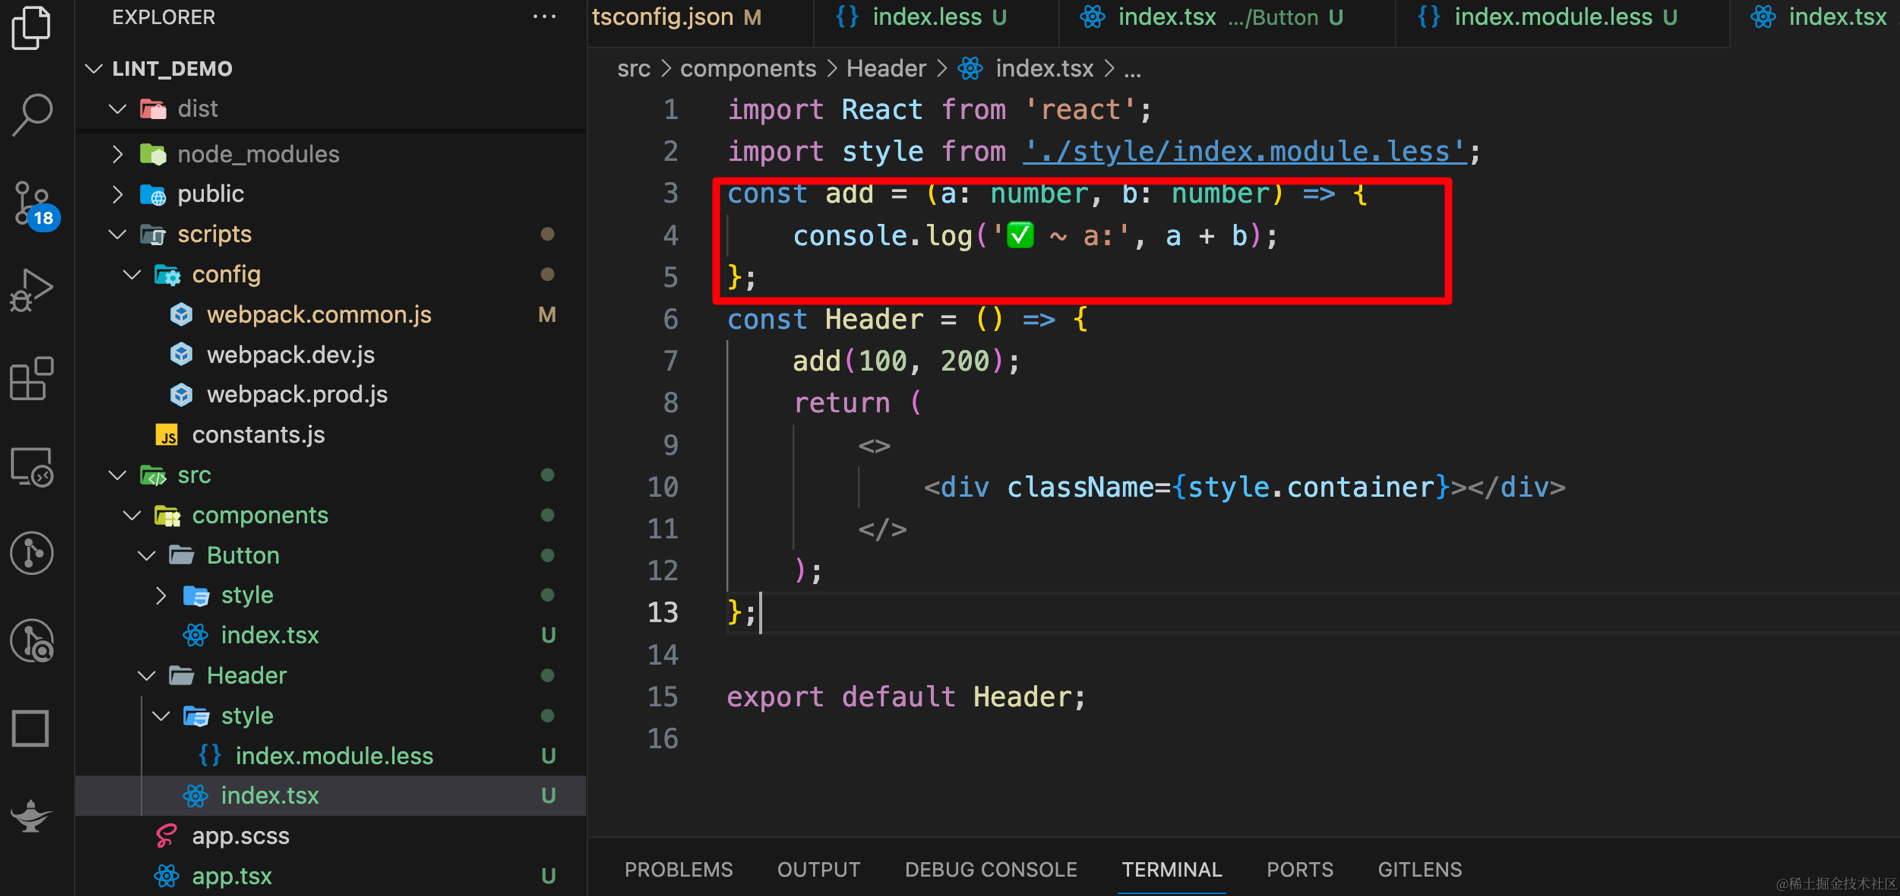 EXPLORER
...
LINT_DEMO
dist
node_modules
public
scripts
config
webpack.common.js M
webpack.dev.js
webpack.prod.js
JS constants.js
src
components
Button
style
index.tsx U
Header
style
{} index.module.less U
index.tsx U
app.scss
app.tsx U
18
tsconfig.json M
{} index.less U
index.tsx .../Button U
{} index.module.less U
index.tsx
src > components > Header > index.tsx > ...
1 import React from 'react';
2 import style from './style/index.module.less';
3 const add = (a: number, b: number) => {
4 console.log('✅ ~ a:', a + b);
5 };
6 const Header = () => {
7 add(100, 200);
8 return (
9 <>
10 <div className={style.container}></div>
11 </>
12 );
13 };
14
15 export default Header;
16
PROBLEMS OUTPUT DEBUG CONSOLE TERMINAL PORTS GITLENS
@稀土掘金技术社区